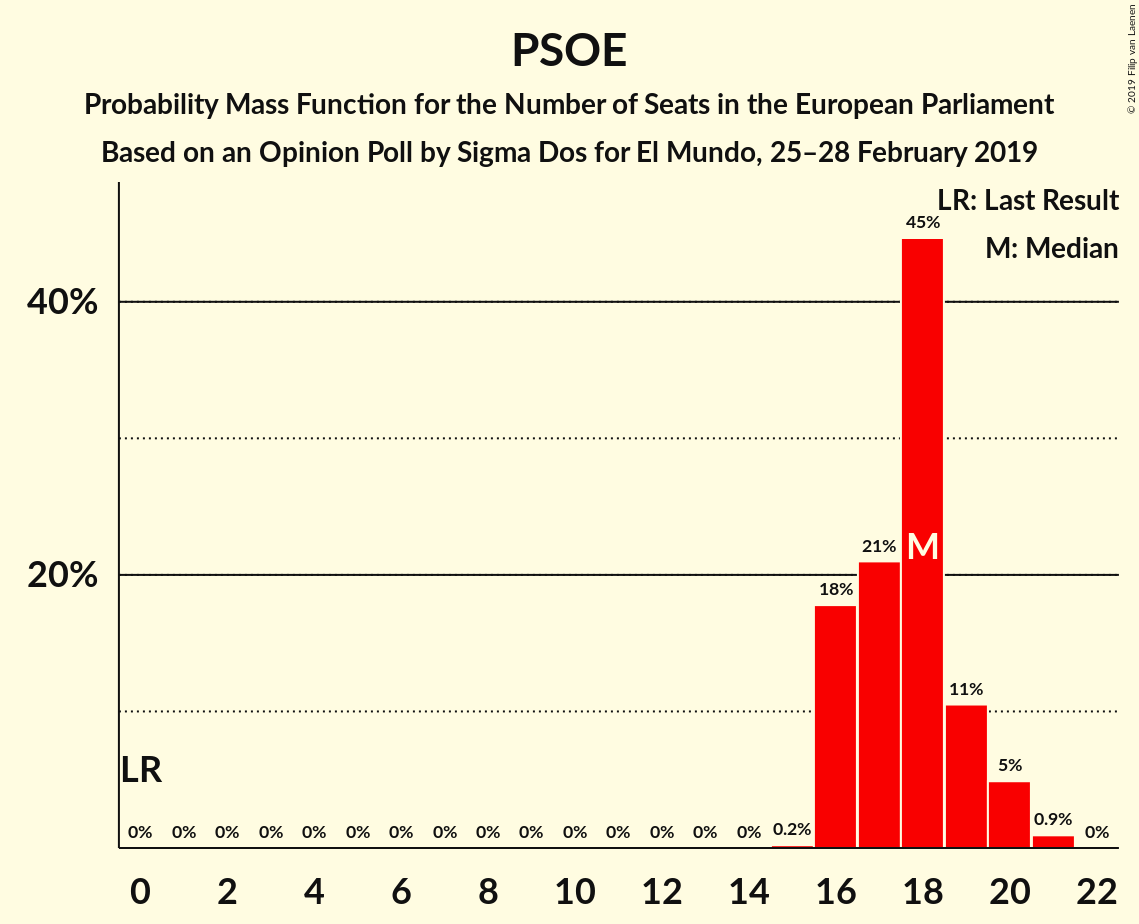 PSOE
Probability Mass Function for the Number of Seats in the European Parliament
Based on an Opinion Poll by Sigma Dos for El Mundo, 25–28 February 2019
© 2019 Filip van Laenen
LR: Last Result
M: Median
45%
40%
21%
M
20%
18%
11%
LR
5%
0% 0% 0% 0% 0% 0% 0% 0% 0% 0% 0% 0% 0% 0% 0% 0.2% 0.9% 0%
0 2 4 6 8 10 12 14 16 18 20 22